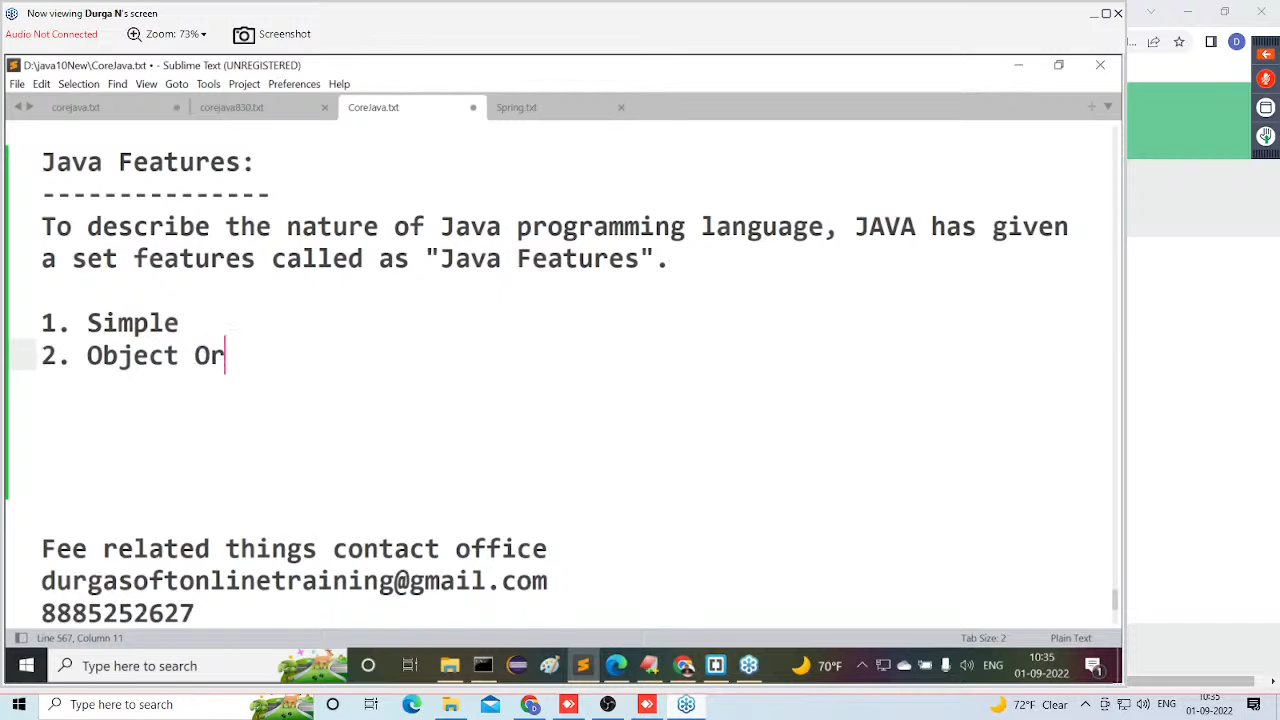 Now viewing Durga N's screen
Audio Not Connected
Zoom: 73%
Screenshot
D:\java10New\CoreJava.txt • - Sublime Text (UNREGISTERED)
File Edit Selection Find View Goto Tools Project Preferences Help
corejava.txt
corejava830.txt
CoreJava.txt
Spring.txt
Java Features:
---------------
To describe the nature of Java programming language, JAVA has given
a set features called as "Java Features".
1. Simple
2. Object Or
Fee related things contact office
durgasoftonlinetraining@gmail.com
8885252627
Line 567, Column 11
Tab Size: 2
Plain Text
Type here to search
70°F
ENG
10:35
01-09-2022
1
Type here to search
72°F Clear
ENG
10:35
01-09-2022
D